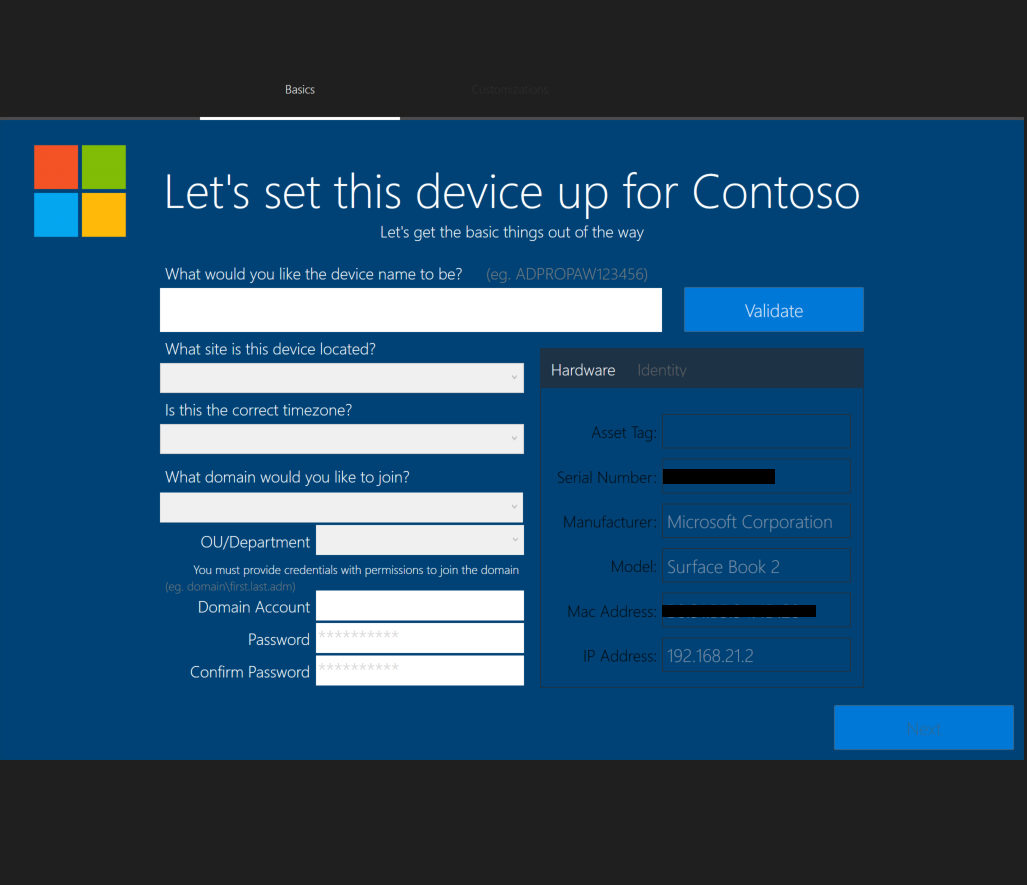 Basics Customizations
Let's set this device up for Contoso
Let's get the basic things out of the way
What would you like the device name to be? (eg. ADPROPAW123456)
Validate
What site is this device located?
Is this the correct timezone?
What domain would you like to join?
OU/Department
You must provide credentials with permissions to join the domain
(eg. domain\first.last.adm)
Domain Account
Password **********
Confirm Password **********
Hardware Identity
Asset Tag:
Serial Number:
Manufacturer: Microsoft Corporation
Model: Surface Book 2
Mac Address:
IP Address: 192.168.21.2
Next